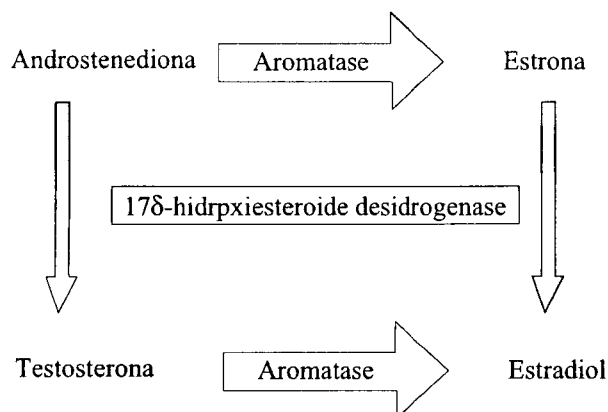 Androstenediona Aromatase Estrona
17δ-hidrpxiesteroide desidrogenase
Testosterona Aromatase Estradiol